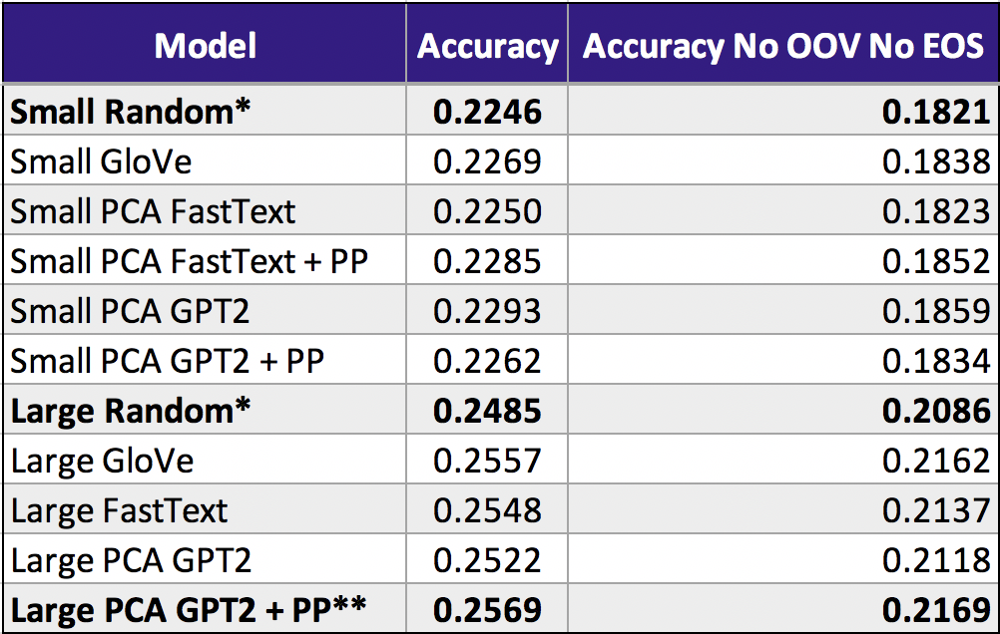 Model Accuracy Accuracy No OOV No EOS
Small Random* 0.2246 0.1821
Small GloVe 0.2269 0.1838
Small PCA FastText 0.2250 0.1823
Small PCA FastText + PP 0.2285 0.1852
Small PCA GPT2 0.2293 0.1859
Small PCA GPT2 + PP 0.2262 0.1834
Large Random* 0.2485 0.2086
Large GloVe 0.2557 0.2162
Large FastText 0.2548 0.2137
Large PCA GPT2 0.2522 0.2118
Large PCA GPT2 + PP** 0.2569 0.2169